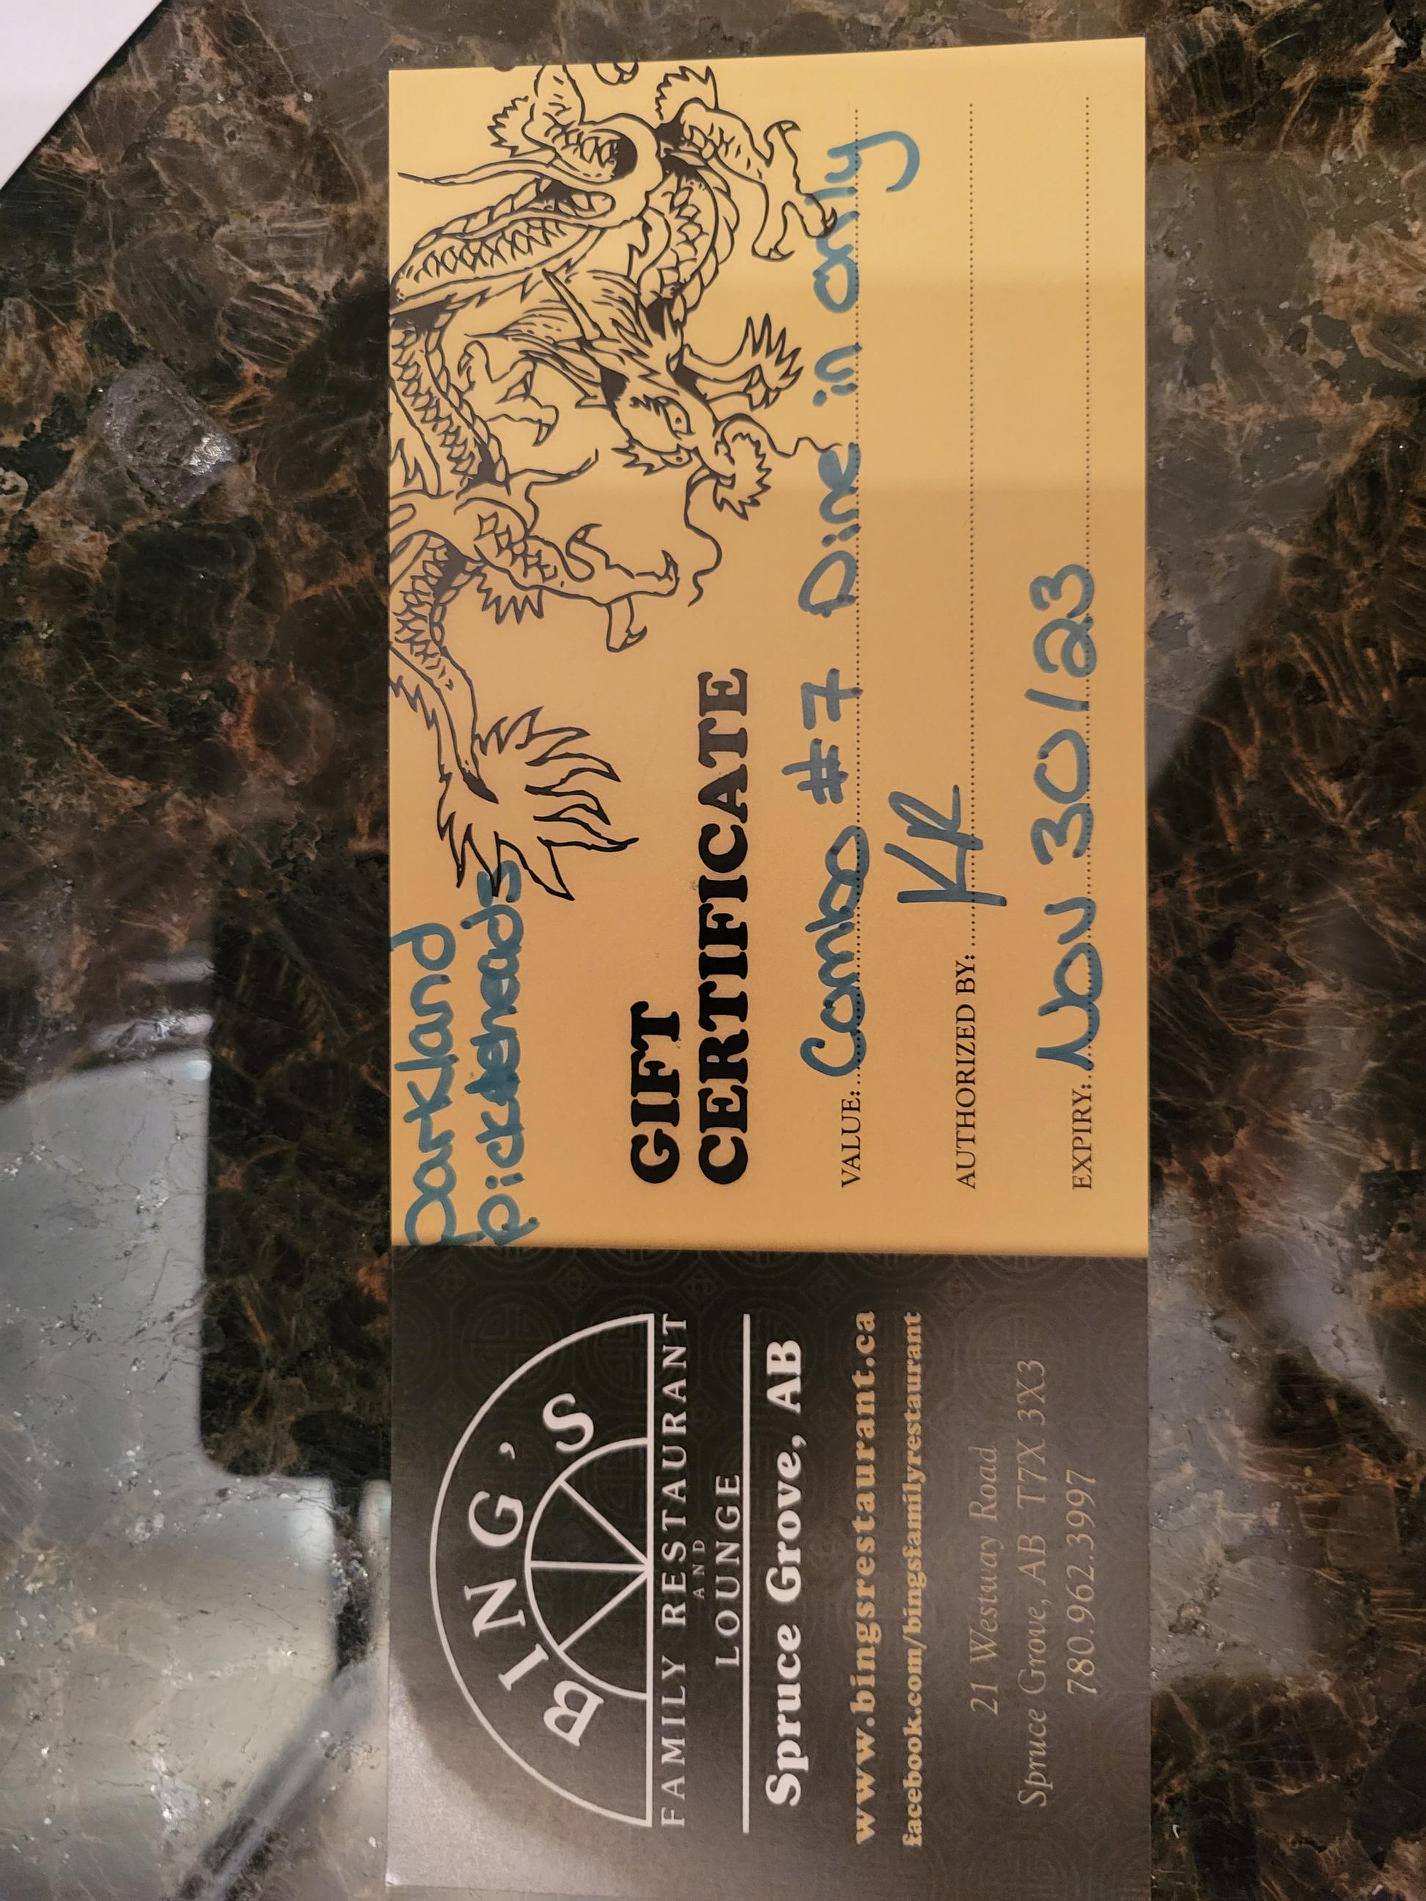 BING'S
FAMILY RESTAURANT
AND
LOUNGE
Spruce Grove, AB
www.bingsrestaurant.ca
facebook.com/bingsfamilyrestaurant
21 Westway Road
Spruce Grove, AB T7X 3X3
780.962.3997
Parkland
pickleheads
GIFT
CERTIFICATE
VALUE: Combo #7 Dine in only
AUTHORIZED BY: KR
EXPIRY: Nov 30/23